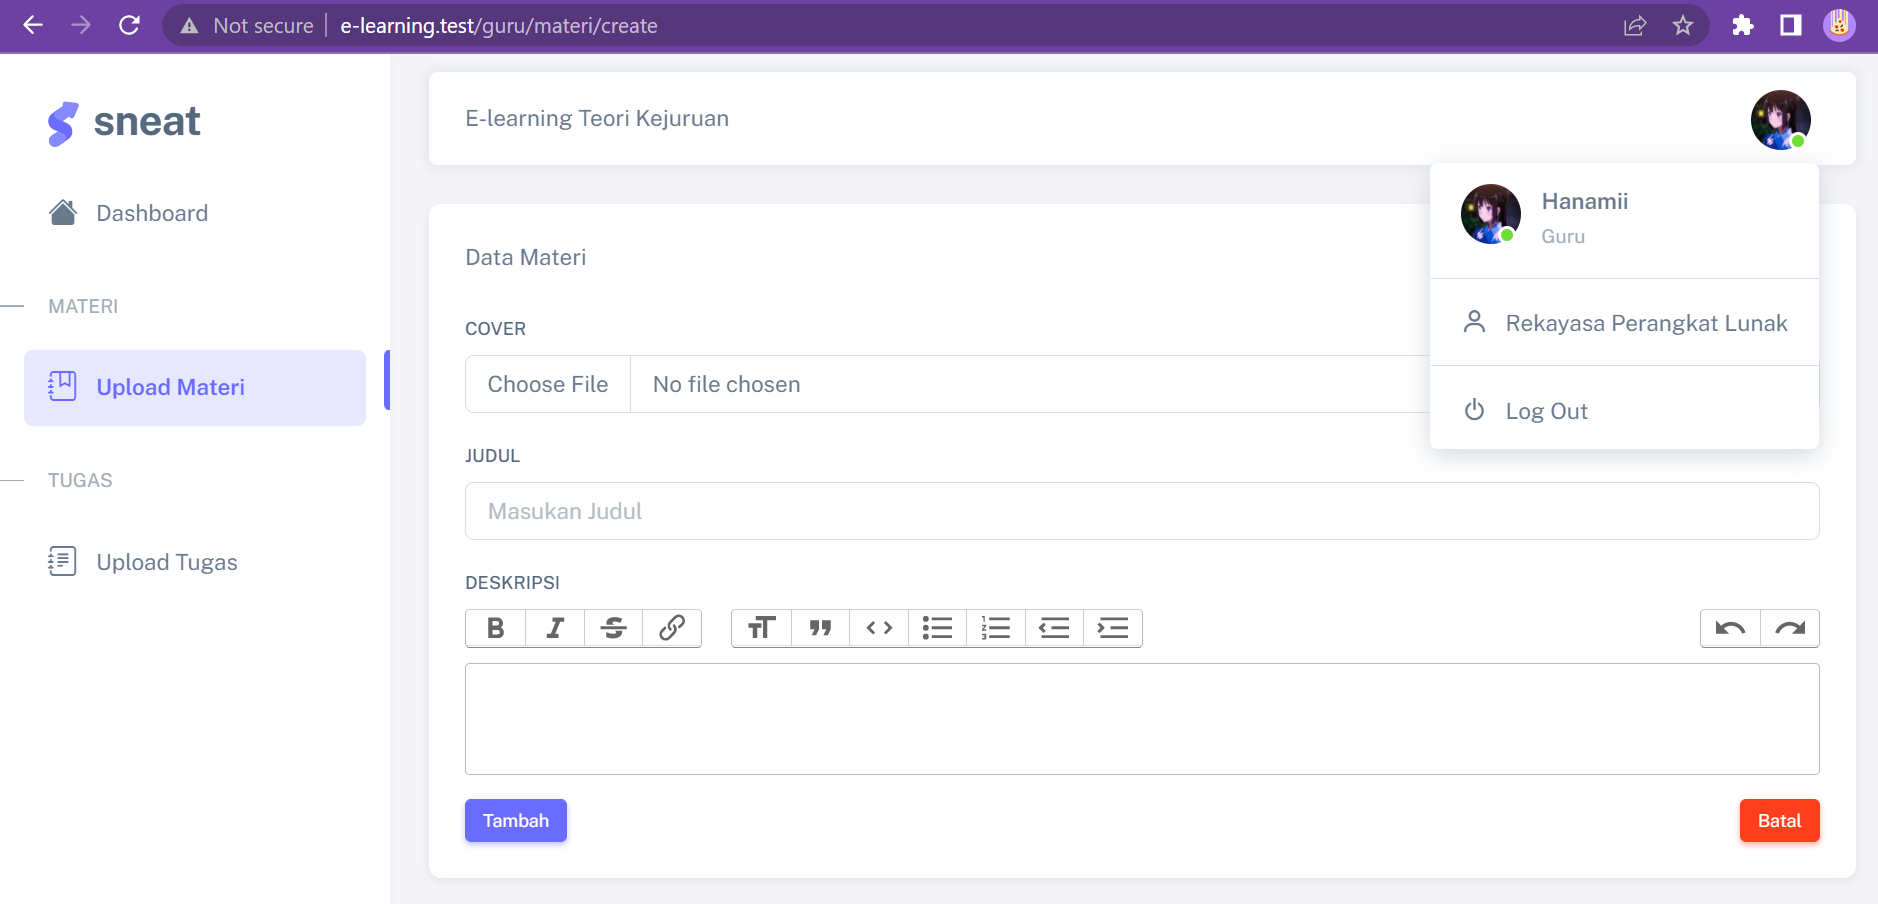 Not secure | e-learning.test/guru/materi/create
sneat
Dashboard
MATERI
Upload Materi
TUGAS
Upload Tugas
E-learning Teori Kejuruan
Hanamii
Guru
Rekayasa Perangkat Lunak
Log Out
Data Materi
COVER
Choose File No file chosen
JUDUL
Masukan Judul
DESKRIPSI
Tambah
Batal